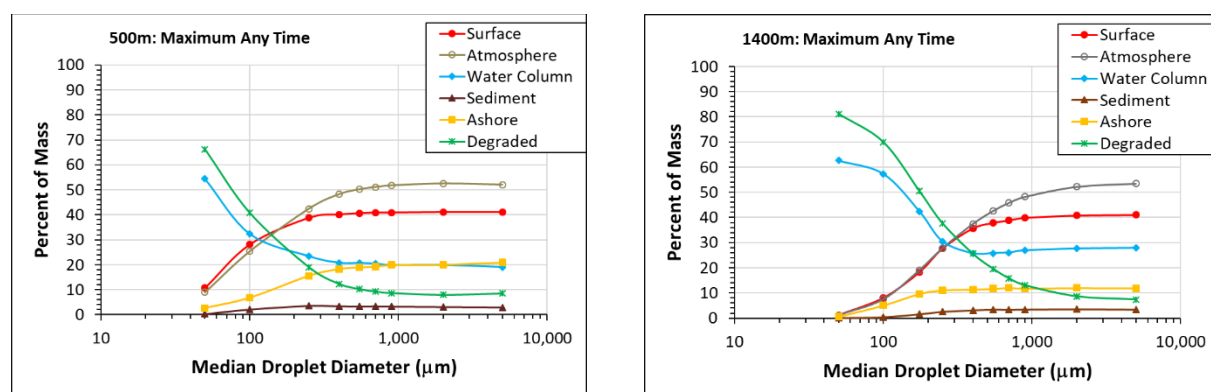 500m: Maximum Any Time
Surface
Atmosphere
Water Column
Sediment
Ashore
Degraded
100
90
80
70
60
50
40
30
20
10
0
Percent of Mass
10
100
1,000
10,000
Median Droplet Diameter (μm)
1400m: Maximum Any Time
Surface
Atmosphere
Water Column
Sediment
Ashore
Degraded
100
90
80
70
60
50
40
30
20
10
0
Percent of Mass
10
100
1,000
10,000
Median Droplet Diameter (μm)